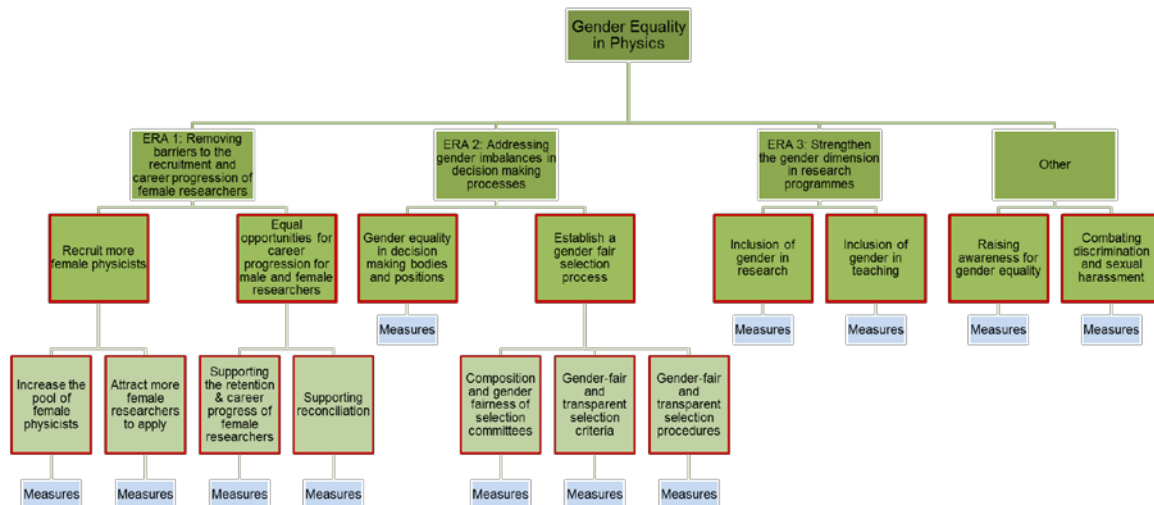 Gender Equality
in Physics
ERA 1: Removing
barriers to the
recruitment and
career progression of
female researchers
ERA 2: Addressing
gender imbalances in
decision making
processes
ERA 3: Strengthen
the gender dimension
in research
programmes
Other
Recruit more
female physicists
Equal
opportunities for
career
progression for
male and female
researchers
Gender equality
in decision
making bodies
and positions
Establish a
gender fair
selection
process
Inclusion of
gender in
research
Inclusion of
gender in
teaching
Raising
awareness for
gender equality
Combating
discrimination
and sexual
harassment
Measures
Measures
Measures
Measures
Measures
Increase the
pool of
female
physicists
Attract more
female
researchers
to apply
Supporting
the retention
& career
progress of
female
researchers
Supporting
reconciliation
Composition
and gender
fairness of
selection
committees
Gender-fair
and
transparent
selection
criteria
Gender-fair
and
transparent
selection
procedures
Measures
Measures
Measures
Measures
Measures
Measures
Measures